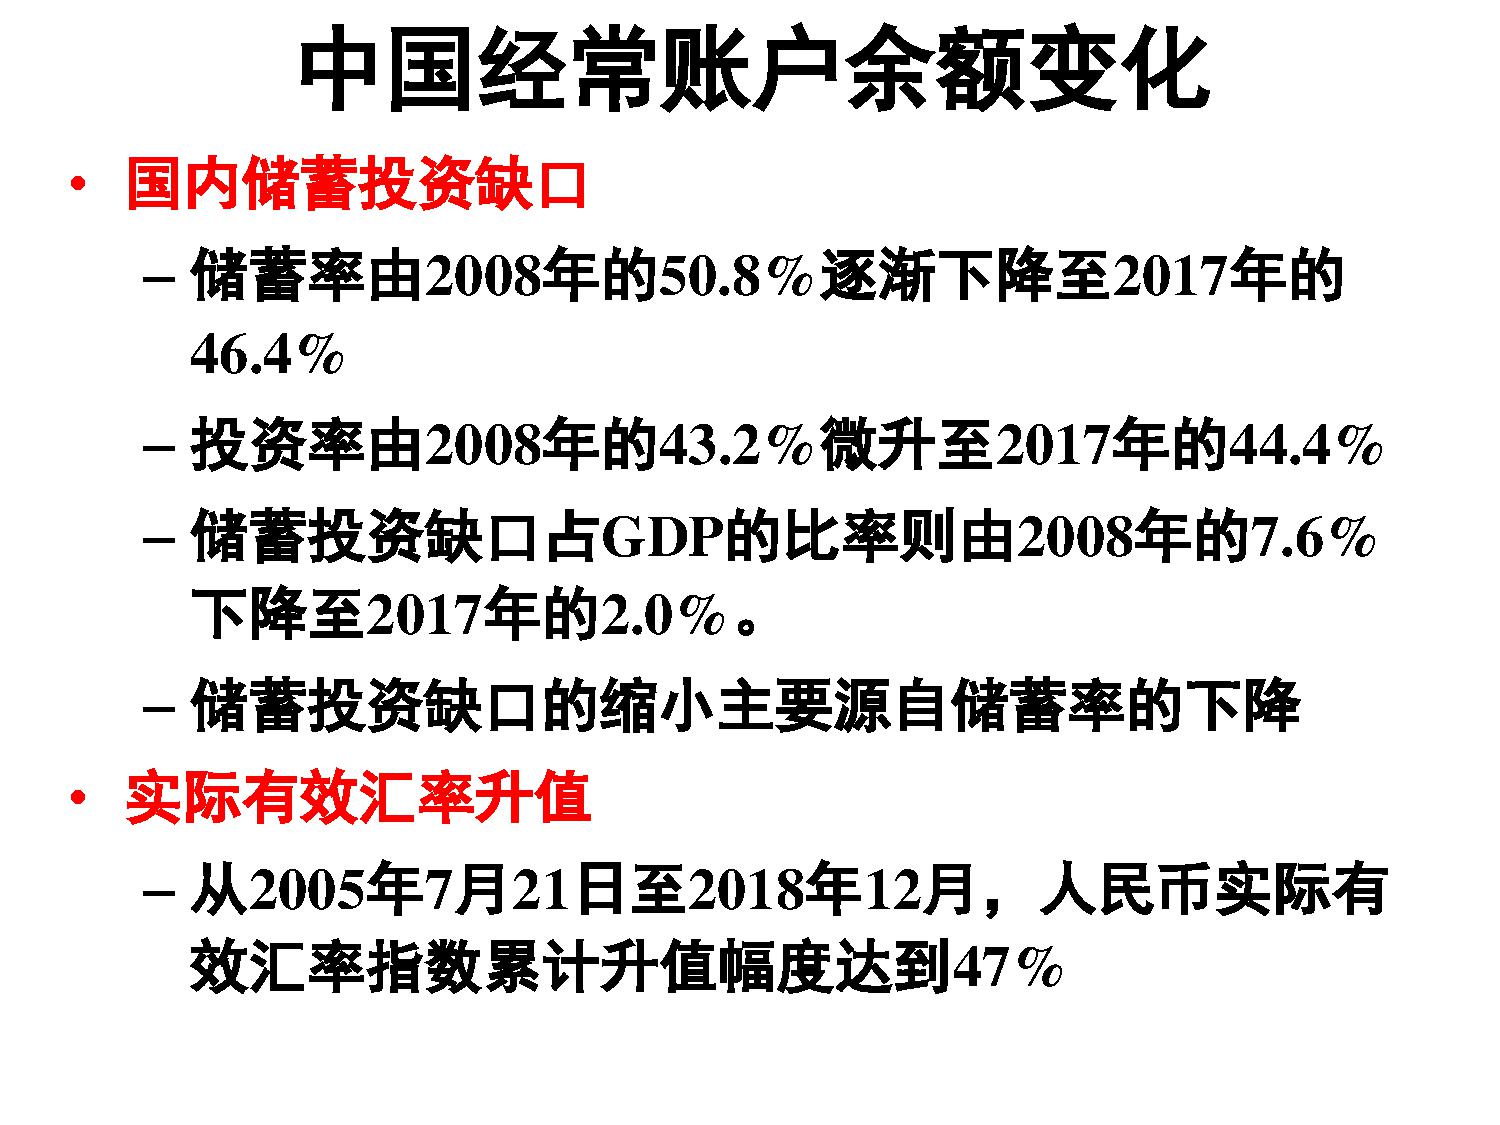 中国经常账户余额变化
• 国内储蓄投资缺口
– 储蓄率由2008年的50.8%逐渐下降至2017年的
46.4%
– 投资率由2008年的43.2%微升至2017年的44.4%
– 储蓄投资缺口占GDP的比率则由2008年的7.6%
下降至2017年的2.0%。
– 储蓄投资缺口的缩小主要源自储蓄率的下降
• 实际有效汇率升值
– 从2005年7月21日至2018年12月，人民币实际有
效汇率指数累计升值幅度达到47%